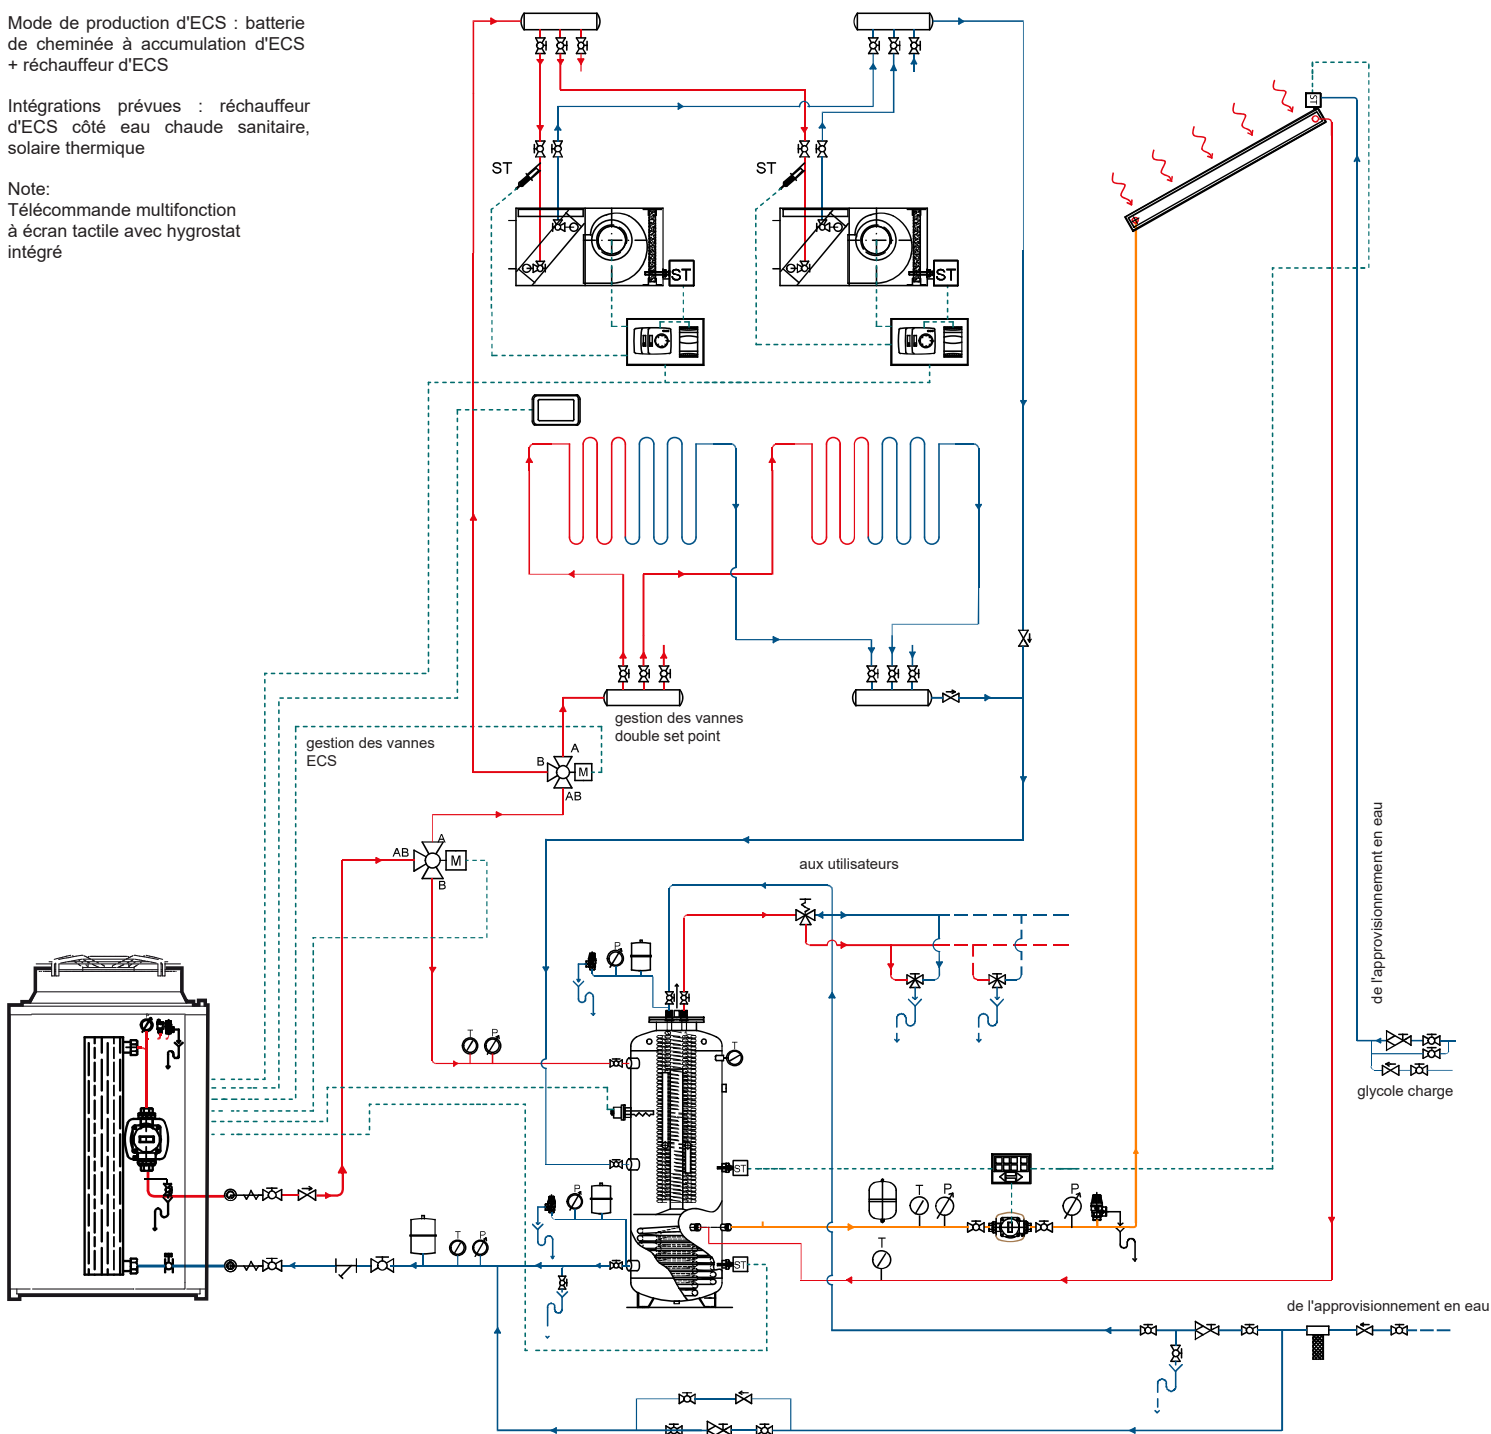 Mode de production d'ECS : batterie
de cheminée à accumulation d'ECS
+ réchauffeur d'ECS
Intégrations prévues : réchauffeur
d'ECS côté eau chaude sanitaire,
solaire thermique
Note:
Télécommande multifonction
à écran tactile avec hygrostat
intégré
ST
ST
ST
ST
ST
gestion des vannes
double set point
gestion des vannes
ECS
A
B
M
AB
A
AB
M
B
aux utilisateurs
de l'approvisionnement en eau
P
T
P
T
glycole charge
ST
P
T
P
P
T
P
T
ST
de l'approvisionnement en eau